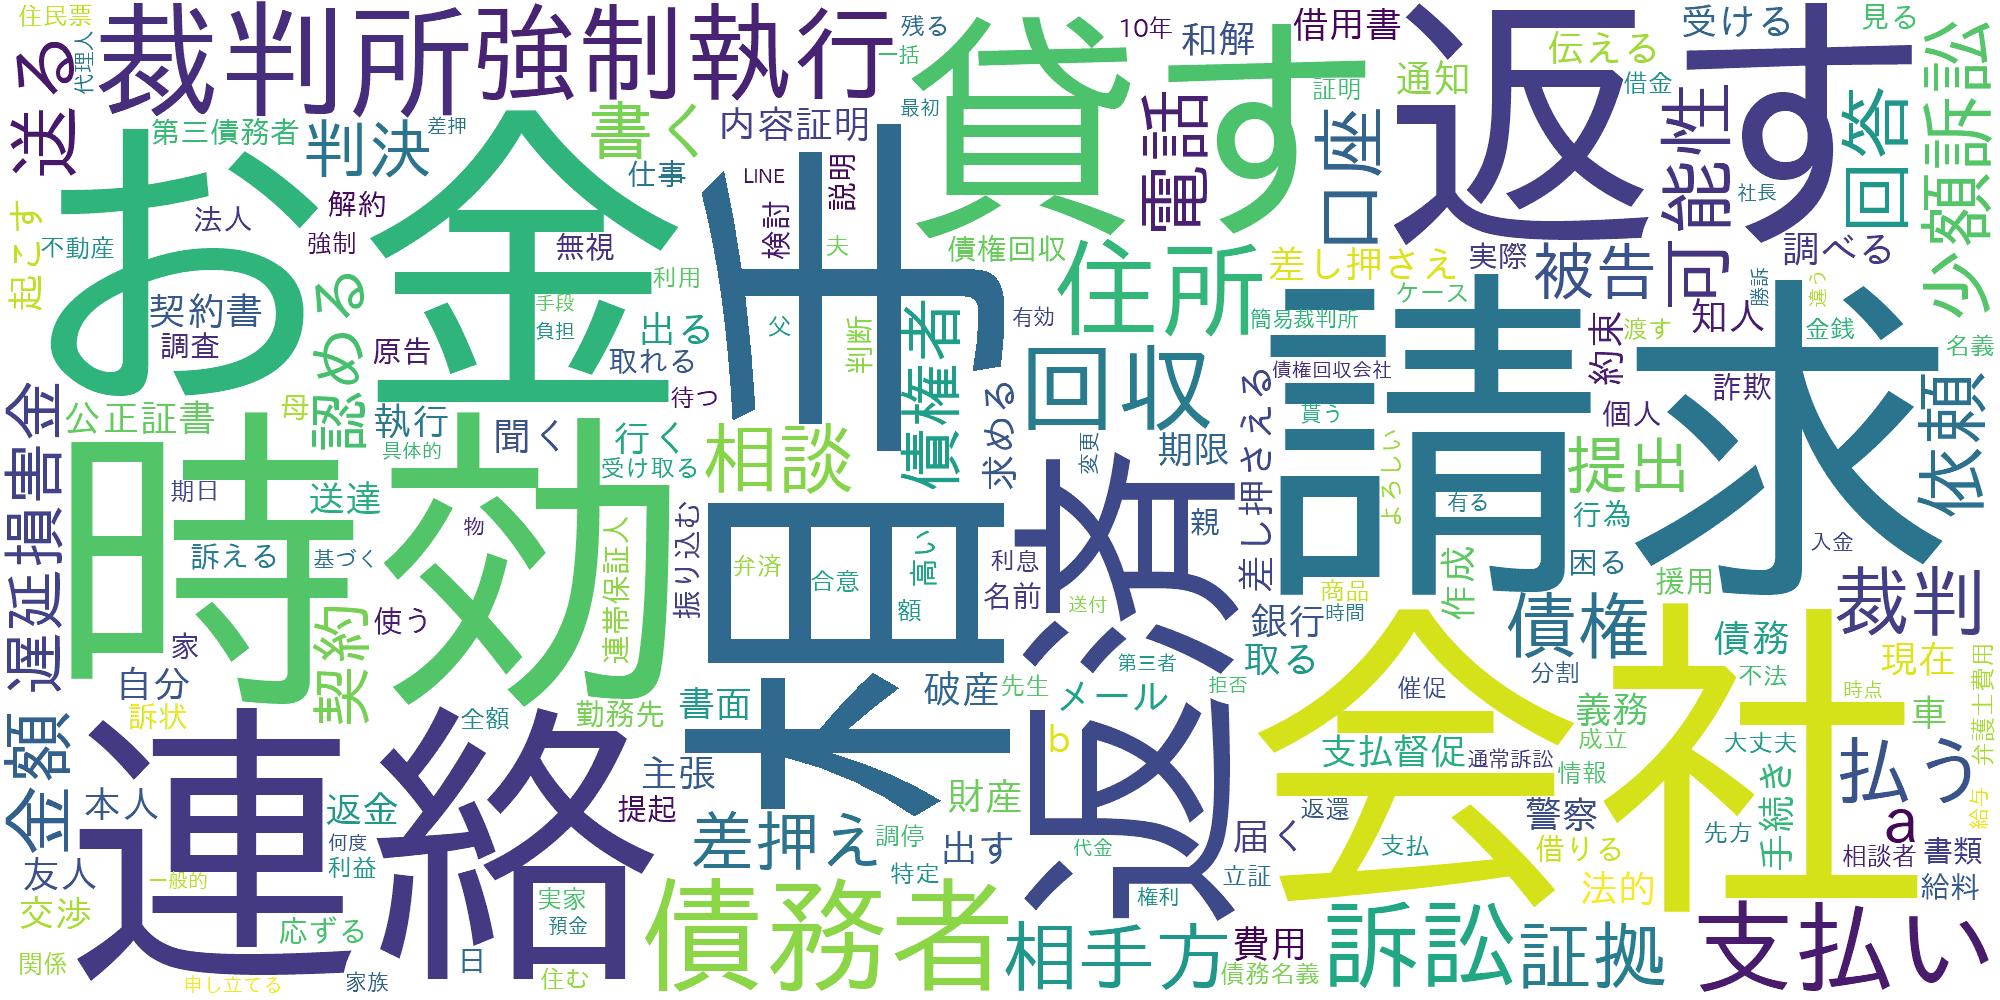 住民票
代理人
送る
裁判所
強制執行
残る
一括
最初
貸す
10年
和解
借用書
返す
受ける
見る
伝える
通知
借金
証明
電話
口座
可能性
社長
回答
少額訴訟
お金
第三債務者
判決
差押
書く
内容証明
仕事
LINE
説明
検討
夫
相手
法人
解約
強制
無視
不動産
起こす
契約書
調査
認める
原告
手段
負担
利用
出る
取れる
待つ
父
判断
債権回収
債権者
有効
住所
差し押さえ
実際
ケース
簡易裁判所
被告
調べる
知人
約束
渡す
金銭
勝訴
違う
名義
債権回収会社
貰う
個人
詐欺
請求
依頼
遅延損害金
公正証書
母
執行
具体的
聞く
行く
受け取る
相談
回収
求める
変更
期限
差し押さえる
よろしい
提出
時効
期日
送達
訴える
基づく
物
連帯保証人
振り込む
弁済
合意
高い
額
利息
名前
返済
親
有る
行為
入金
困る
作成
援用
商品
時間
銀行
取る
送付
第三者
拒否
契約
使う
家
自分
訴状
全額
勤務先
書面
破産
先生
メール
b
催促
分割
債権
債務
不法
裁判
現在
時点
弁護士費用
車
義務
成立
大丈夫
支払督促
通常訴訟
情報
会社
払う
金額
本人
返金
何度
利益
連絡
主張
提起
財産
差押え
調停
出す
特定
代金
届く
立証
権利
返還
支払
警察
借りる
先方
手続き
a
相談者
書類
給与
給料
法的
友人
一般的
交渉
応ずる
関係
申し立てる
家族
日
実家
預金
住む
債務者
相手方
費用
債務名義
訴訟
証拠
支払い